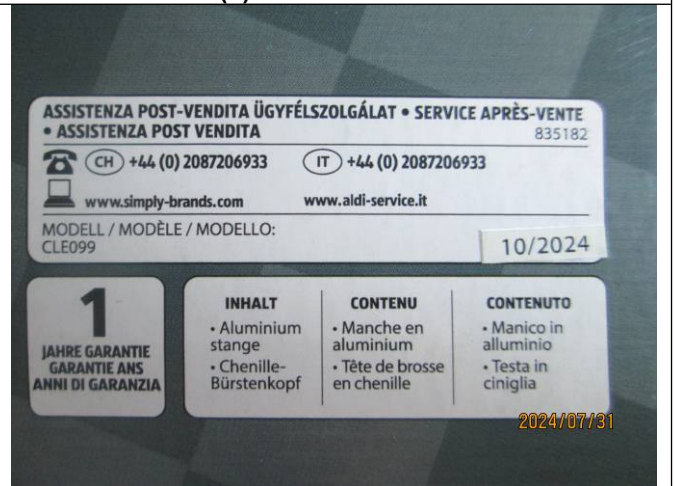 ASSISTENZA POST-VENDITA ÜGYFÉLSZOLGÁLAT • SERVICE APRÈS-VENTE
• ASSISTENZA POST VENDITA
835182
CH +44 (0) 2087206933
IT +44 (0) 2087206933
www.simply-brands.com
www.aldi-service.it
MODELL / MODÈLE / MODELLO:
CLE099
10/2024
1
JAHRE GARANTIE
GARANTIE ANS
ANNI DI GARANZIA
INHALT
• Aluminium
stange
• Chenille-
Bürstenkopf
CONTENU
• Manche en
aluminium
• Tête de brosse
en chenille
CONTENUTO
• Manico in
alluminio
• Testa in
ciniglia
2024/07/31